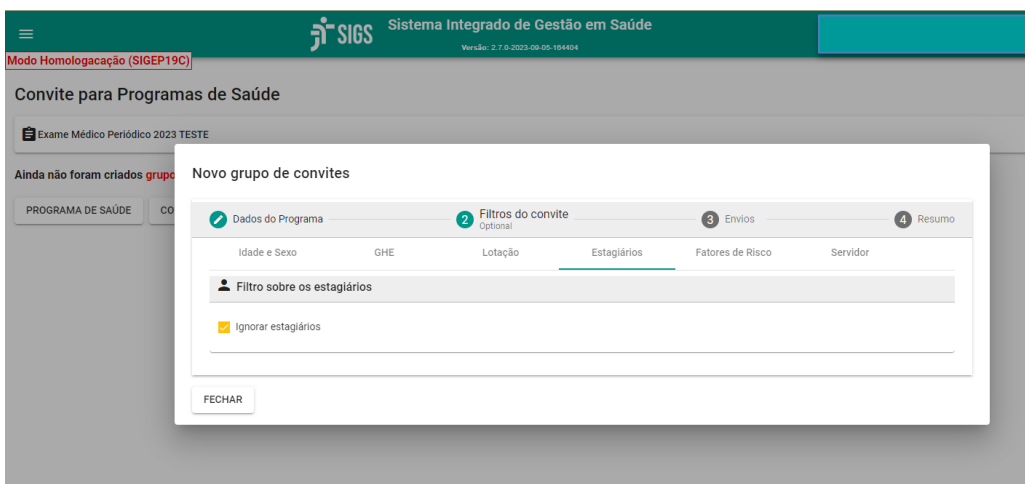 SIGS
Sistema Integrado de Gestão em Saúde
Versão: 2.7.0-2023-09-05-164404
Modo Homologacação (SIGEP19C)
Convite para Programas de Saúde
Exame Médico Periódico 2023 TESTE
Ainda não foram criados grupo
PROGRAMA DE SAÚDE CO
Novo grupo de convites
Dados do Programa 2 Filtros do convite 3 Envios 4 Resumo
Optional
Idade e Sexo GHE Lotação Estagiários Fatores de Risco Servidor
Filtro sobre os estagiários
Ignorar estagiários
FECHAR